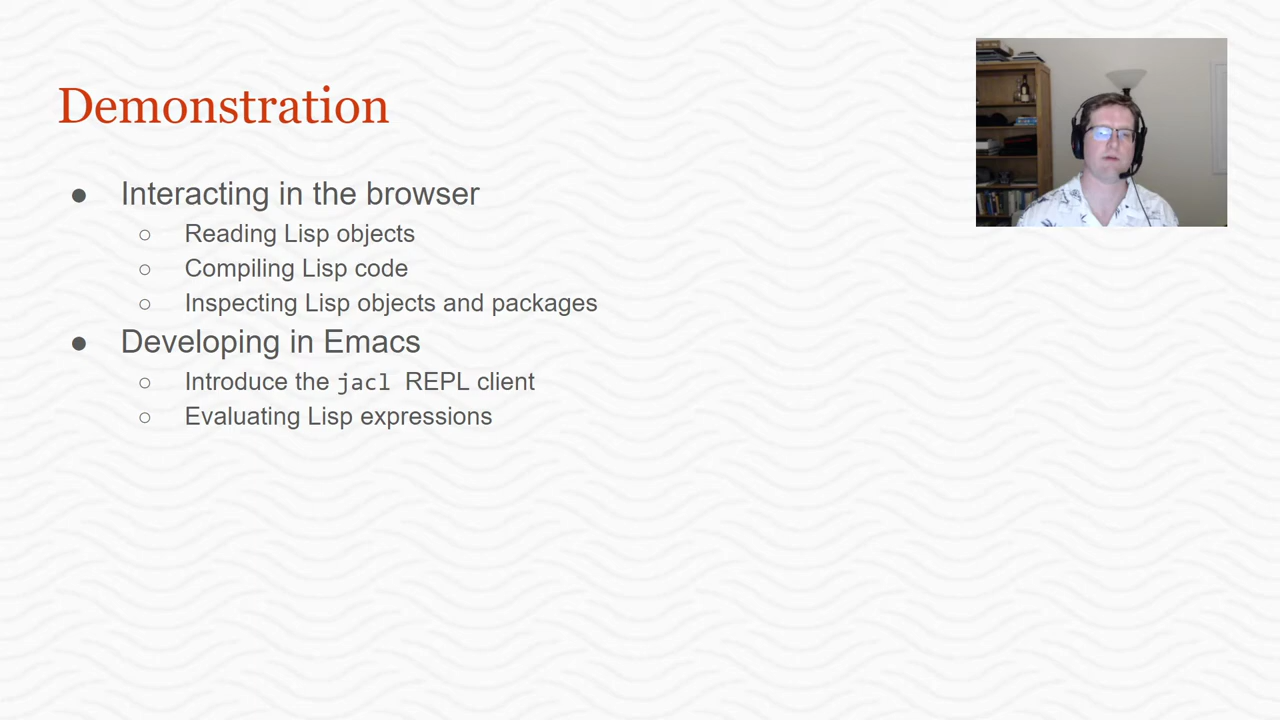 Demonstration
● Interacting in the browser
○ Reading Lisp objects
○ Compiling Lisp code
○ Inspecting Lisp objects and packages
● Developing in Emacs
○ Introduce the jacl REPL client
○ Evaluating Lisp expressions